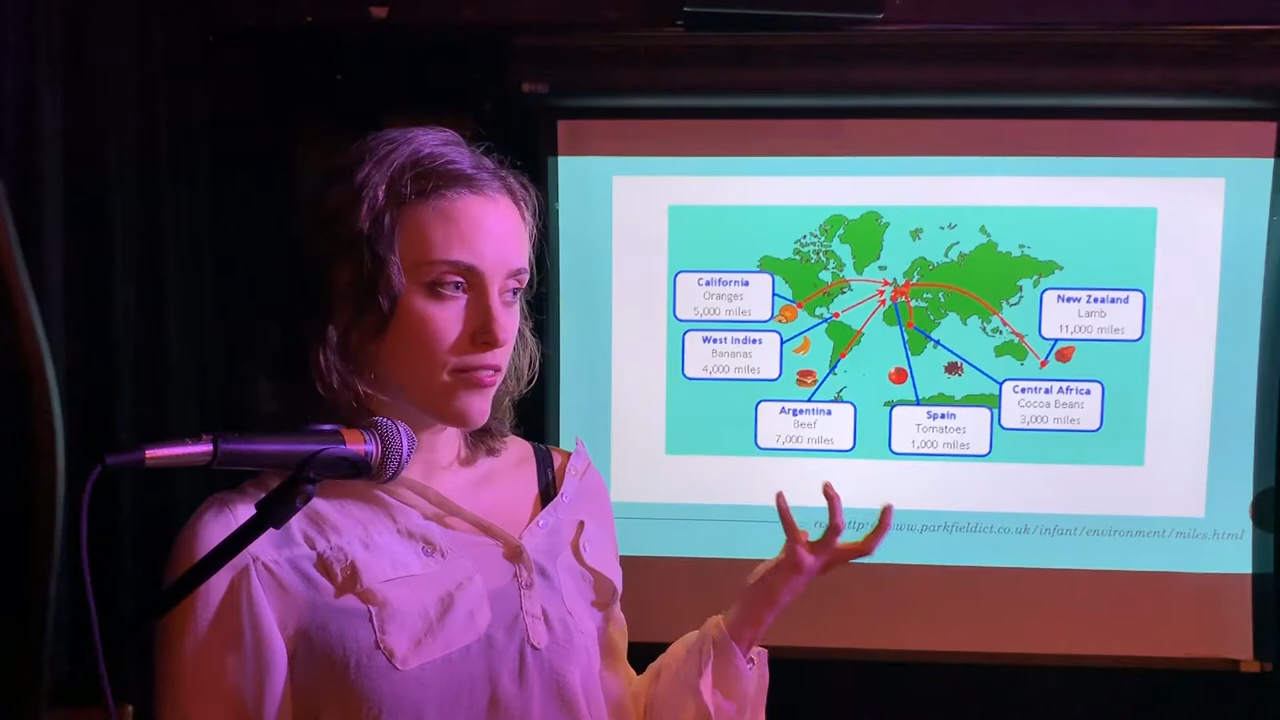 California
Oranges
5,000 miles
West Indies
Bananas
4,000 miles
Argentina
Beef
7,000 miles
Spain
Tomatoes
1,000 miles
Central Africa
Cocoa Beans
3,000 miles
New Zealand
Lamb
11,000 miles
www.parkfieldict.co.uk/infant/environment/miles.html